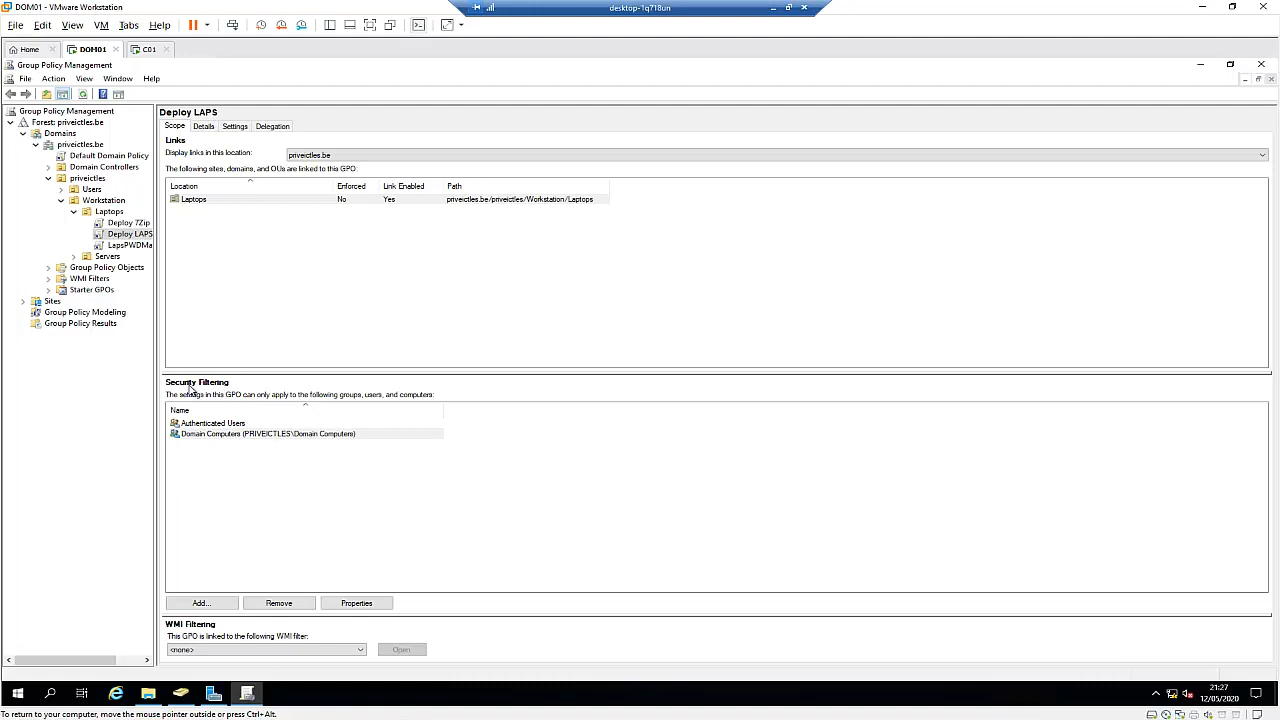 DOM01 - VMware Workstation
desktop-1q718un
File Edit View VM Tabs Help
Home DOM01 C01
Group Policy Management
File Action View Window Help
Group Policy Management
Forest: priveictles.be
Domains
priveictles.be
Default Domain Policy
Domain Controllers
priveictles
Users
Workstation
Laptops
Deploy 7Zip
Deploy LAPS
LapsPWDMa
Servers
Group Policy Objects
WMI Filters
Starter GPOs
Sites
Group Policy Modeling
Group Policy Results
Deploy LAPS
Scope Details Settings Delegation
Links
Display links in this location: priveictles.be
The following sites, domains, and OUs are linked to this GPO:
Location Enforced Link Enabled Path
Laptops No Yes priveictles.be/priveictles/Workstation/Laptops
Security Filtering
The settings in this GPO can only apply to the following groups, users, and computers:
Name
Authenticated Users
Domain Computers (PRIVEICTLES\Domain Computers)
Add... Remove Properties
WMI Filtering
This GPO is linked to the following WMI filter:
<none> Open
21:27
12/05/2020
To return to your computer, move the mouse pointer outside or press Ctrl+Alt.